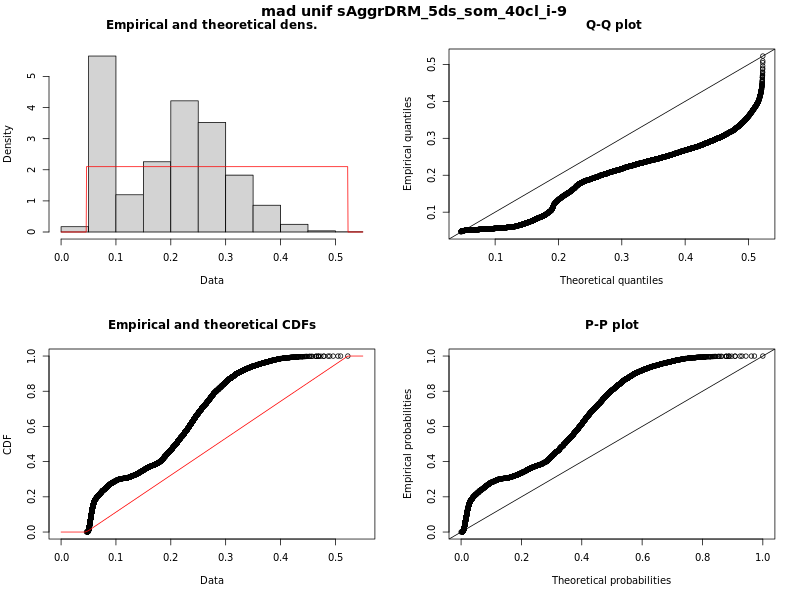 mad unif sAggrDRM_5ds_som_40cl_i-9
Empirical and theoretical dens.
Density
0 1 2 3 4 5
0.0 0.1 0.2 0.3 0.4 0.5
Data
Q-Q plot
Empirical quantiles
0.1 0.2 0.3 0.4 0.5
0.1 0.2 0.3 0.4 0.5
Theoretical quantiles
Empirical and theoretical CDFs
CDF
0.0 0.2 0.4 0.6 0.8 1.0
0.0 0.1 0.2 0.3 0.4 0.5
Data
P-P plot
Empirical probabilities
0.0 0.2 0.4 0.6 0.8 1.0
0.0 0.2 0.4 0.6 0.8 1.0
Theoretical probabilities